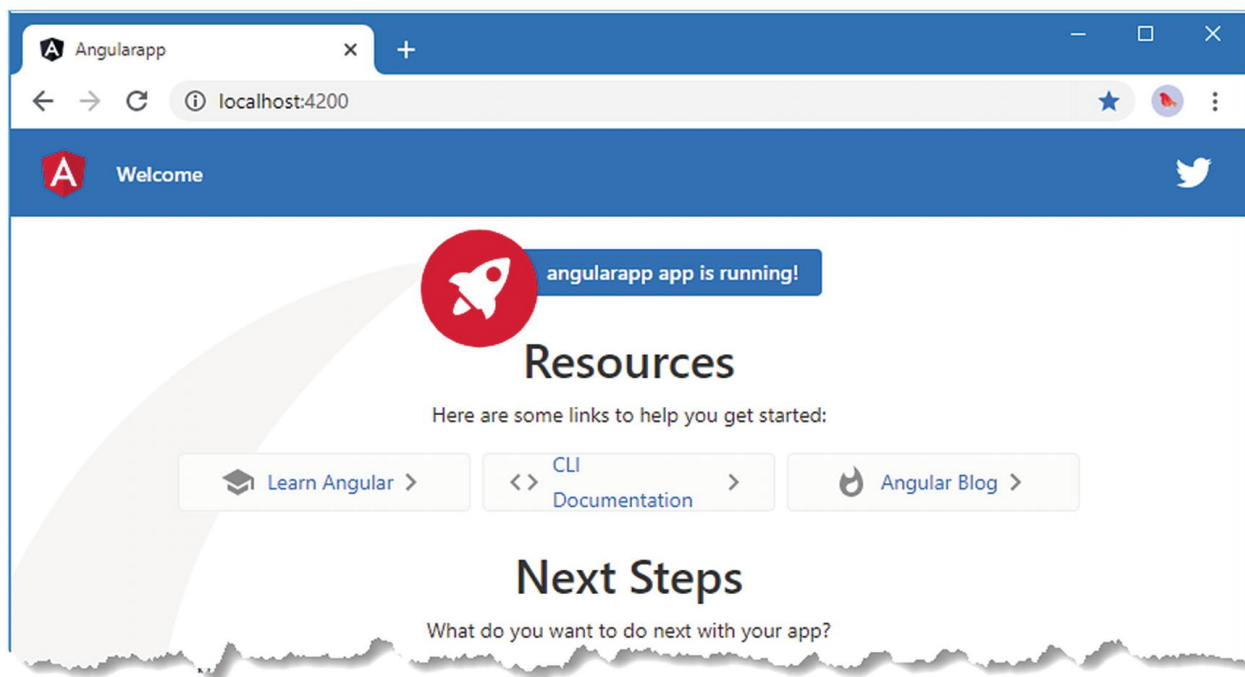 Angularapp
localhost:4200
Welcome
angularapp app is running!
Resources
Here are some links to help you get started:
Learn Angular
CLI
Documentation
Angular Blog
Next Steps
What do you want to do next with your app?